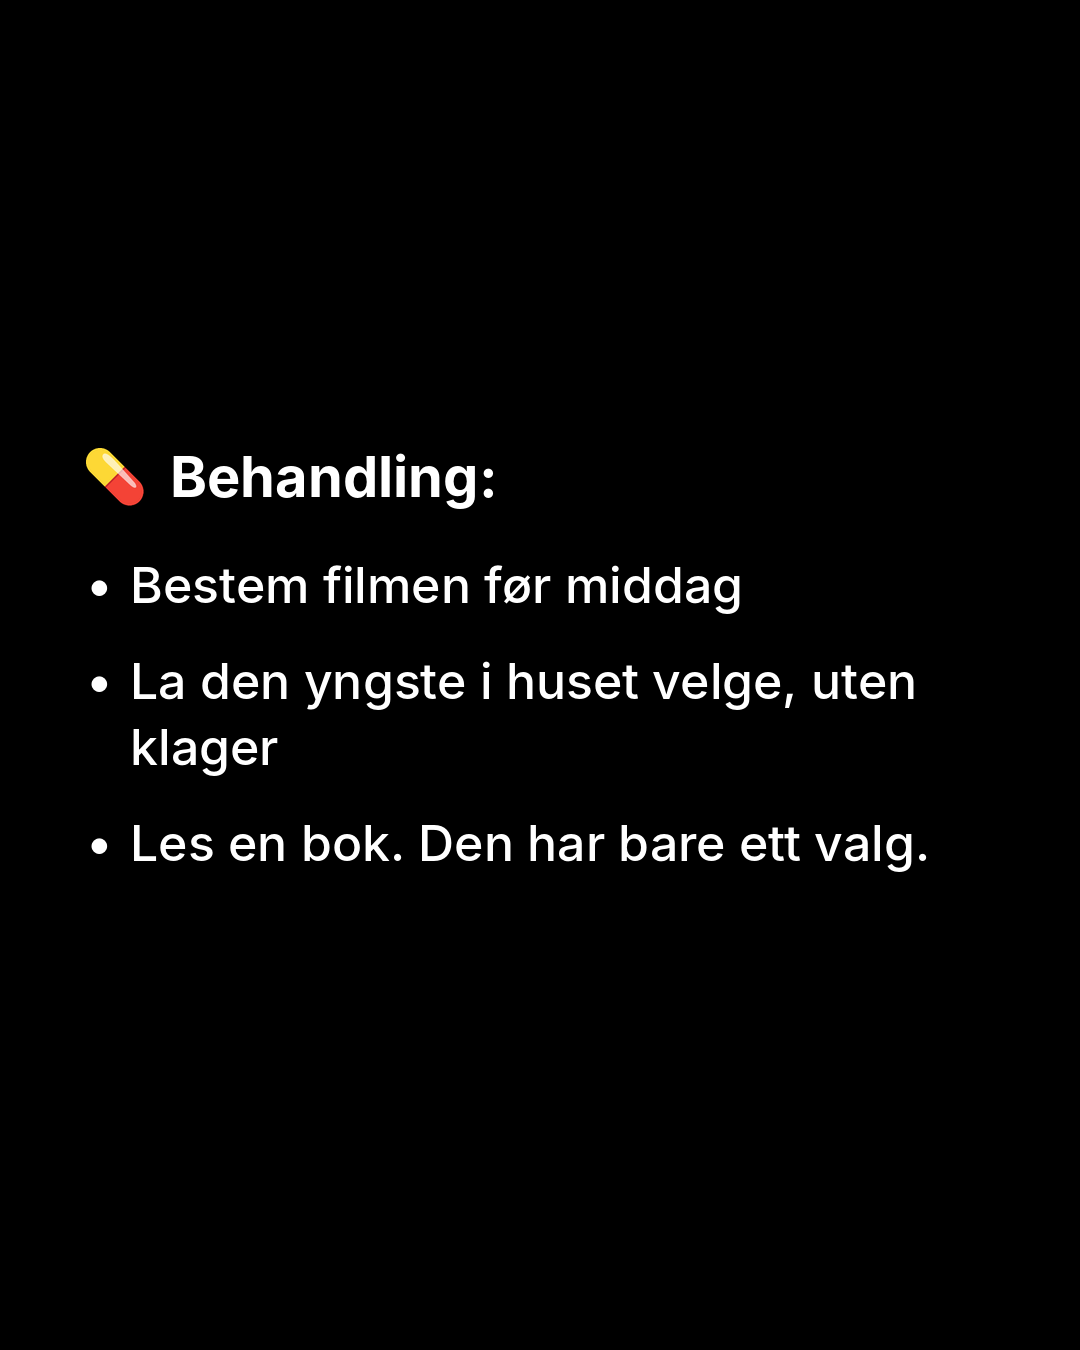 💊 Behandling:
• Bestem filmen før middag
• La den yngste i huset velge, uten
klager
• Les en bok. Den har bare ett valg.